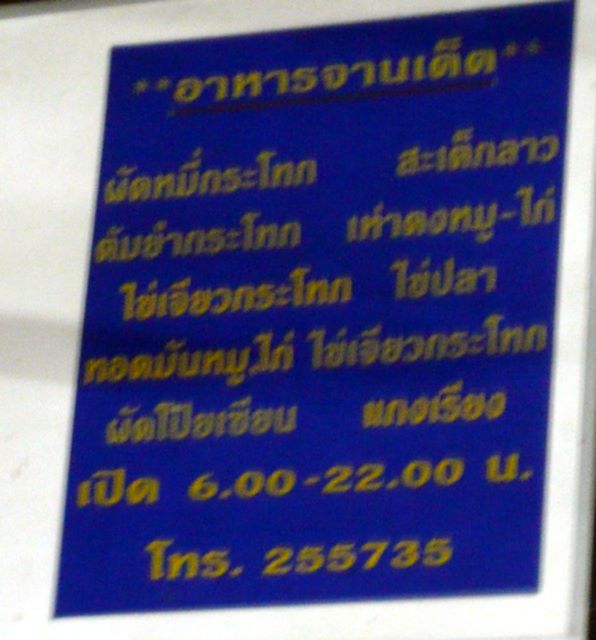 **อาหารจานเด็ด**
ผัดหมี่กระโทก สะเต็กลาว
ต้มยำกระโทก เห่าดงหมู-ไก่
ไข่เจียวกระโทก ไข่ปลา
ทอดมันหมู,ไก่ ไข่เจียวกระโทก
ผัดโป๊ยเซียน แกงเรียง
เปิด 6.00-22.00 น.
โทร. 255735